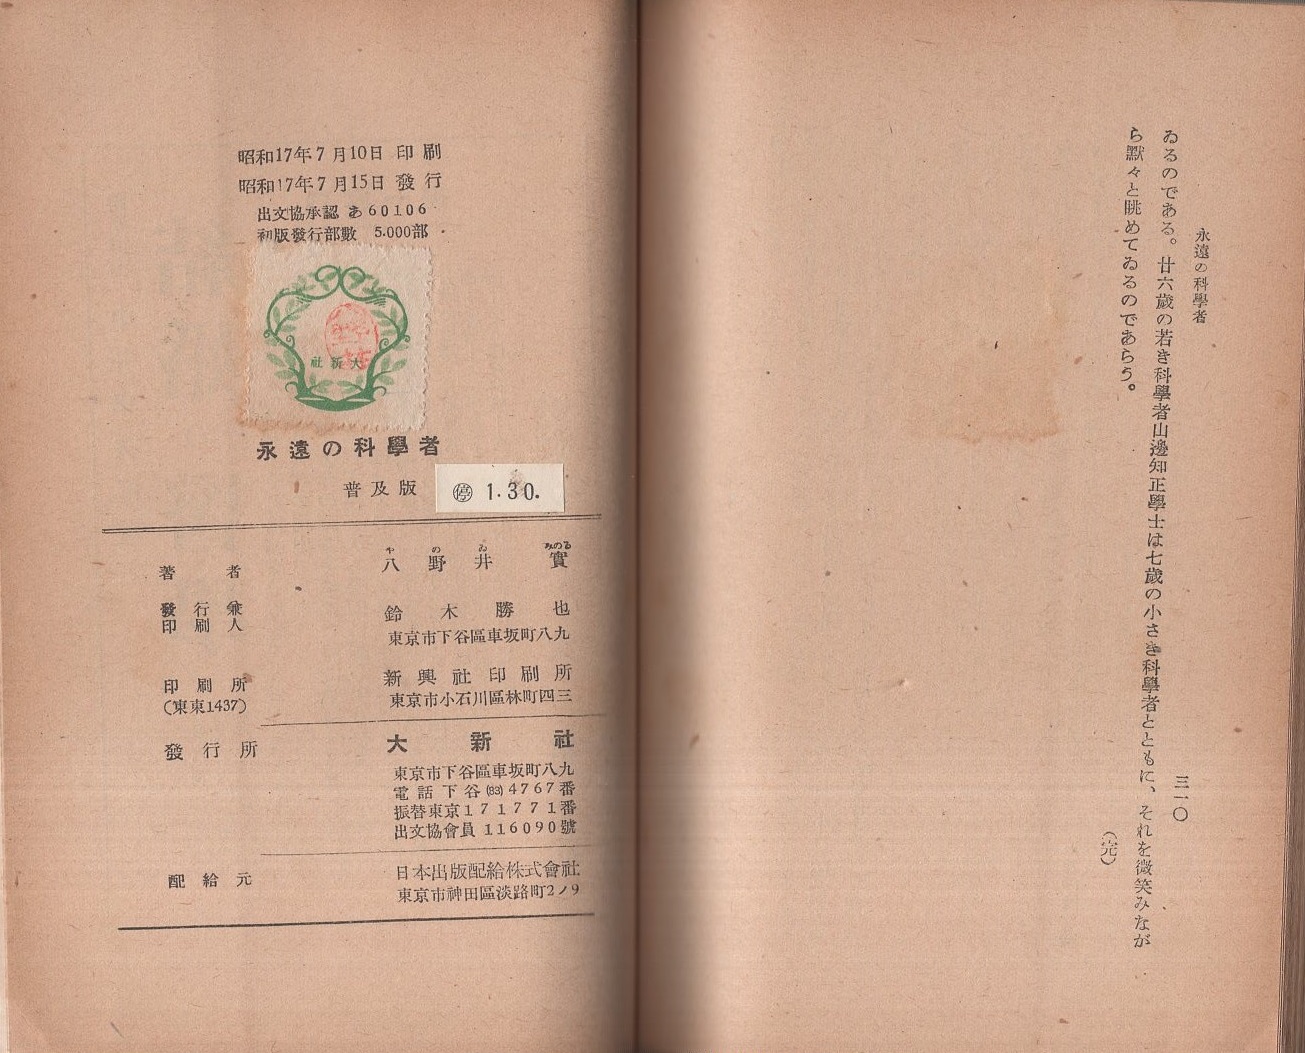 永遠の科學者
三一〇
ゐるのである。廿六歲の若き科學者山邊知正學士は七歲の小さき科學者とともに、それを微笑みなが
ら默々と眺めてゐるのであらう。
(完)
昭和17年7月10日 印刷
昭和17年7月15日 發行
出文協承認 あ60106
初版發行部數 5.000部
大新社
永遠の科學者
普及版
停 1.30.
著者
や の ゐ みのる
八野井 實
發行兼
印刷人
鈴木勝也
東京市下谷區車坂町八九
印刷所
(東東1437)
新興社印刷所
東京市小石川區林町四三
發行所
大新社
東京市下谷區車坂町八九
電話下谷(83)4767番
振替東京171771番
出文協會員 116090號
配給元
日本出版配給株式會社
東京市神田區淡路町2ノ9